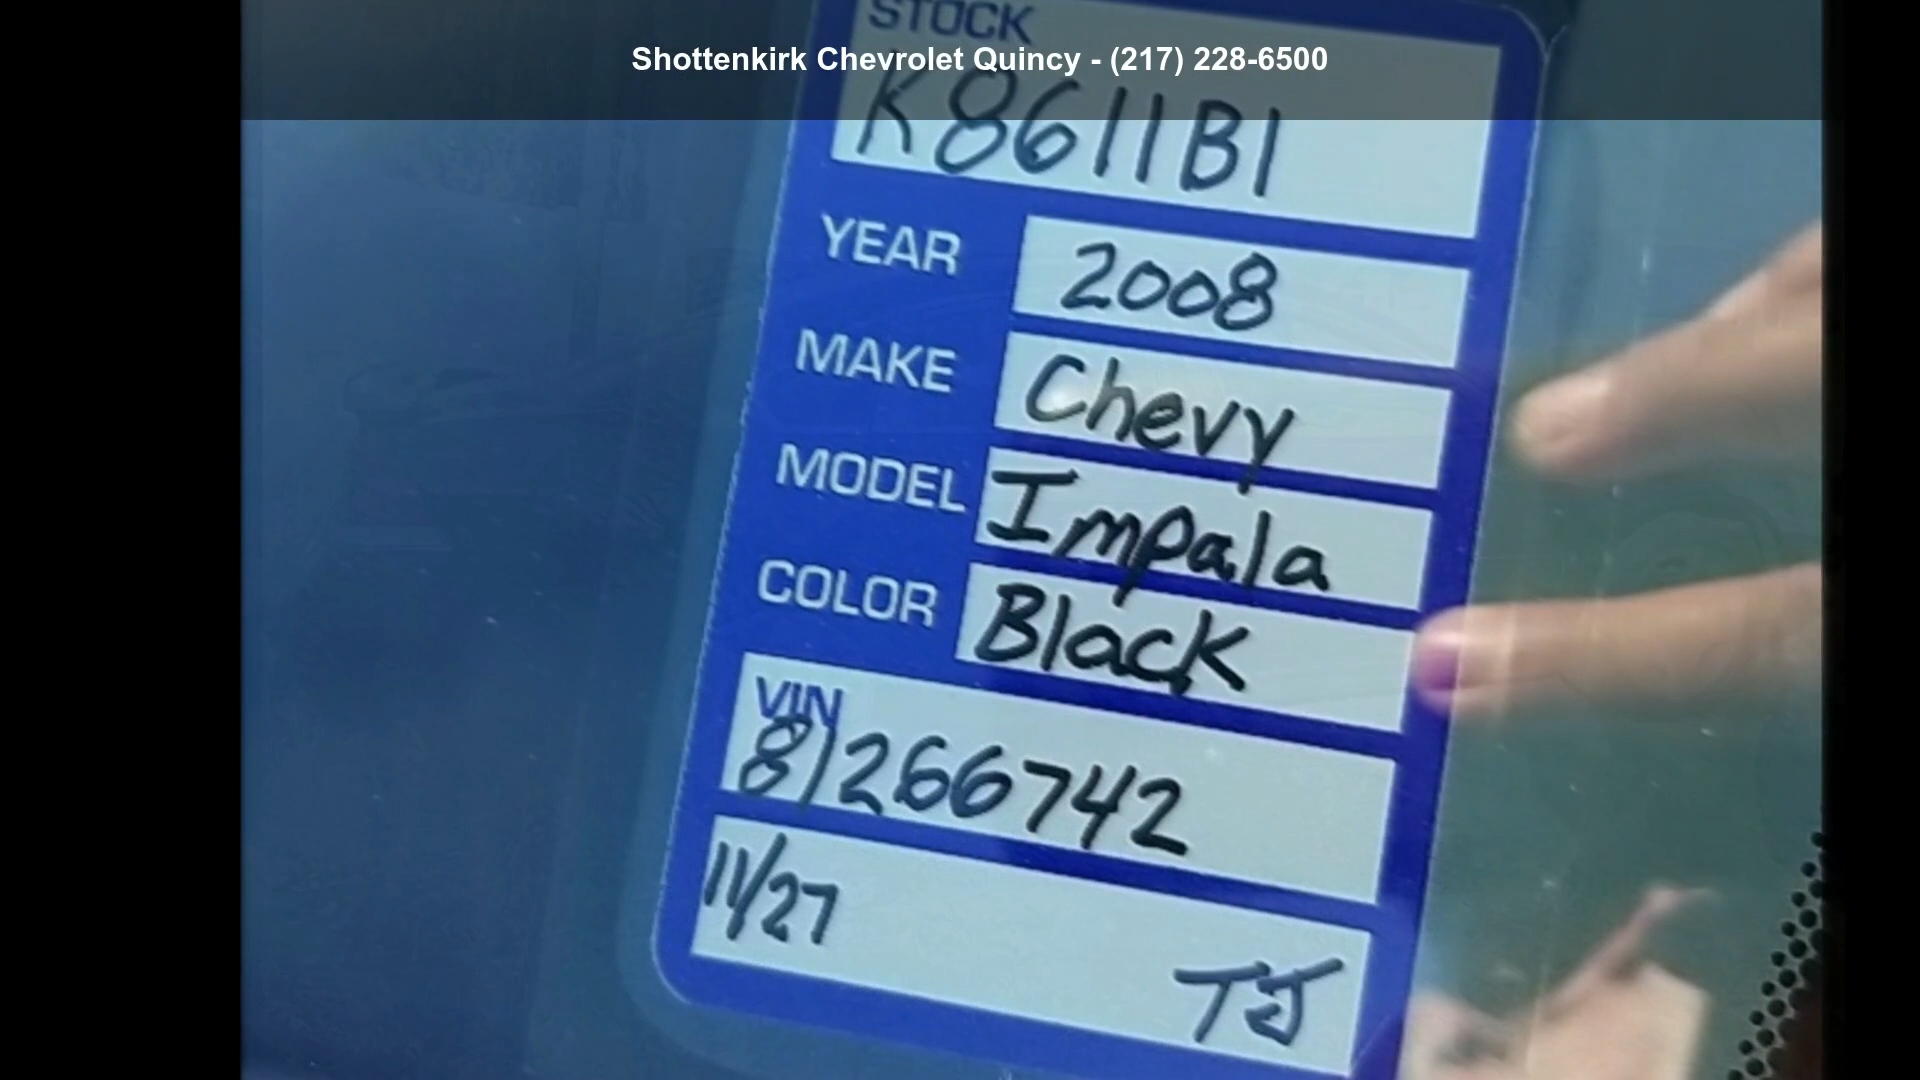 Shottenkirk Chevrolet Quincy - (217) 228-6500
STOCK
K8611B1
YEAR 2008
MAKE Chevy
MODEL Impala
COLOR Black
VIN
81266742
11/27
TJ